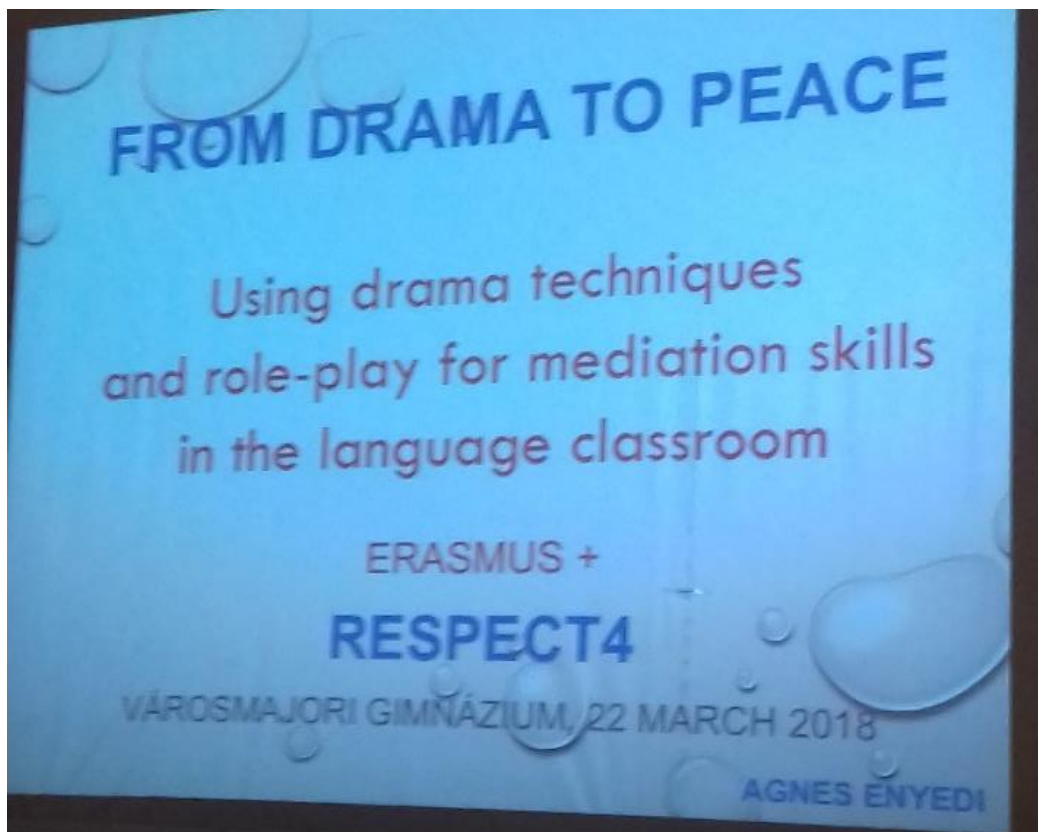 FROM DRAMA TO PEACE
Using drama techniques
and role-play for mediation skills
in the language classroom
ERASMUS +
RESPECT4
VÁROSMAJORI GIMNÁZIUM, 22 MARCH 2018
AGNES ENYEDI